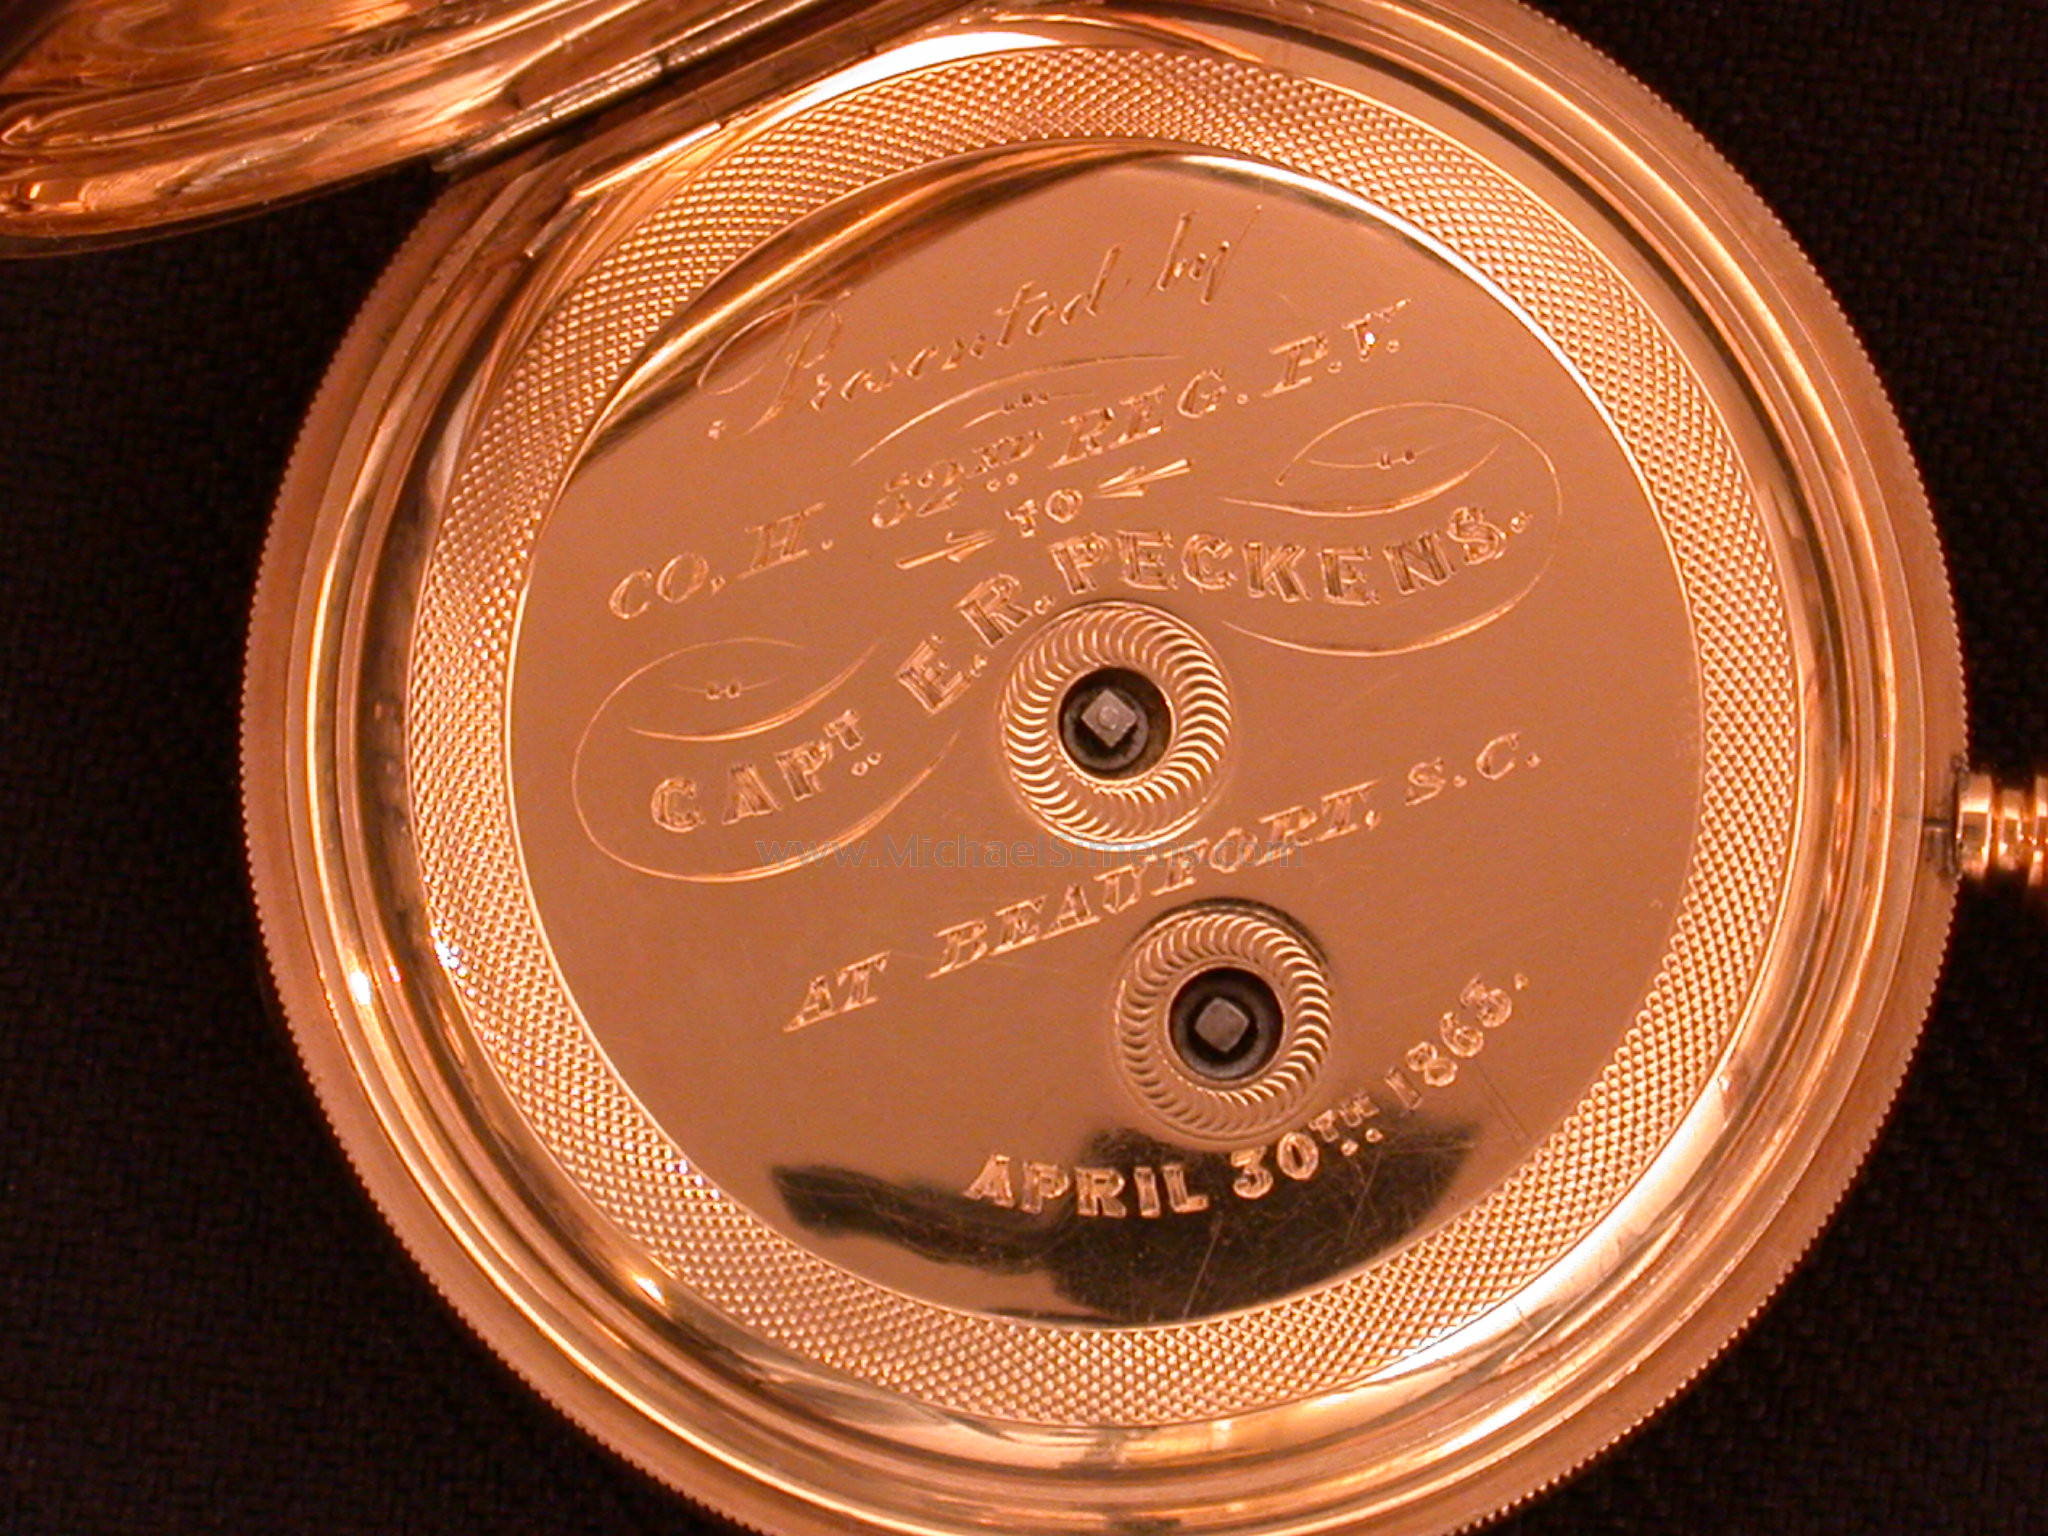 Presented by
CO, H. 52ND REG. P.V.
TO
CAPT. E.R. PECKENS.
www.MichaelSimens.com
AT BEAUFORT, S.C.
APRIL 30TH 1863.